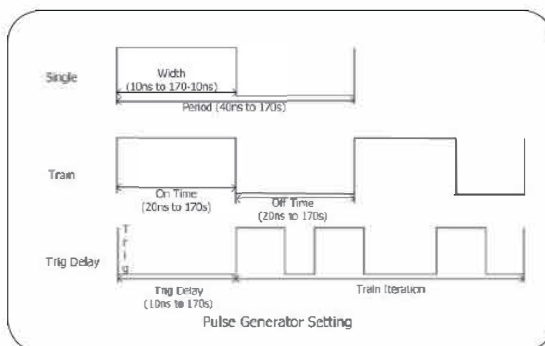 Single
Width
(10ns to 170-10ns)
Period (40ns to 170s)
Train
On Time
(20ns to 170s)
Off Time
(20ns to 170s)
Trig Delay
Trig
Trig Delay
(10ns to 170s)
Train Iteration
Pulse Generator Setting